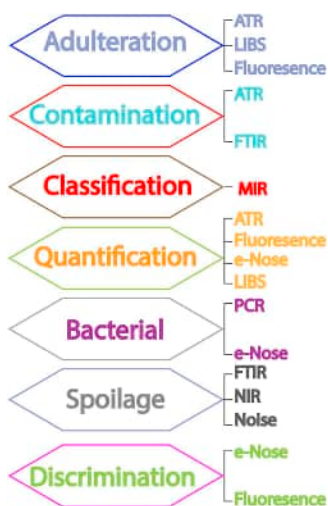 Adulteration
ATR
LIBS
Fluoresence
Contamination
ATR
FTIR
Classification
MIR
Quantification
ATR
Fluoresence
e-Nose
LIBS
Bacterial
PCR
e-Nose
Spoilage
FTIR
NIR
Noise
Discrimination
e-Nose
Fluoresence